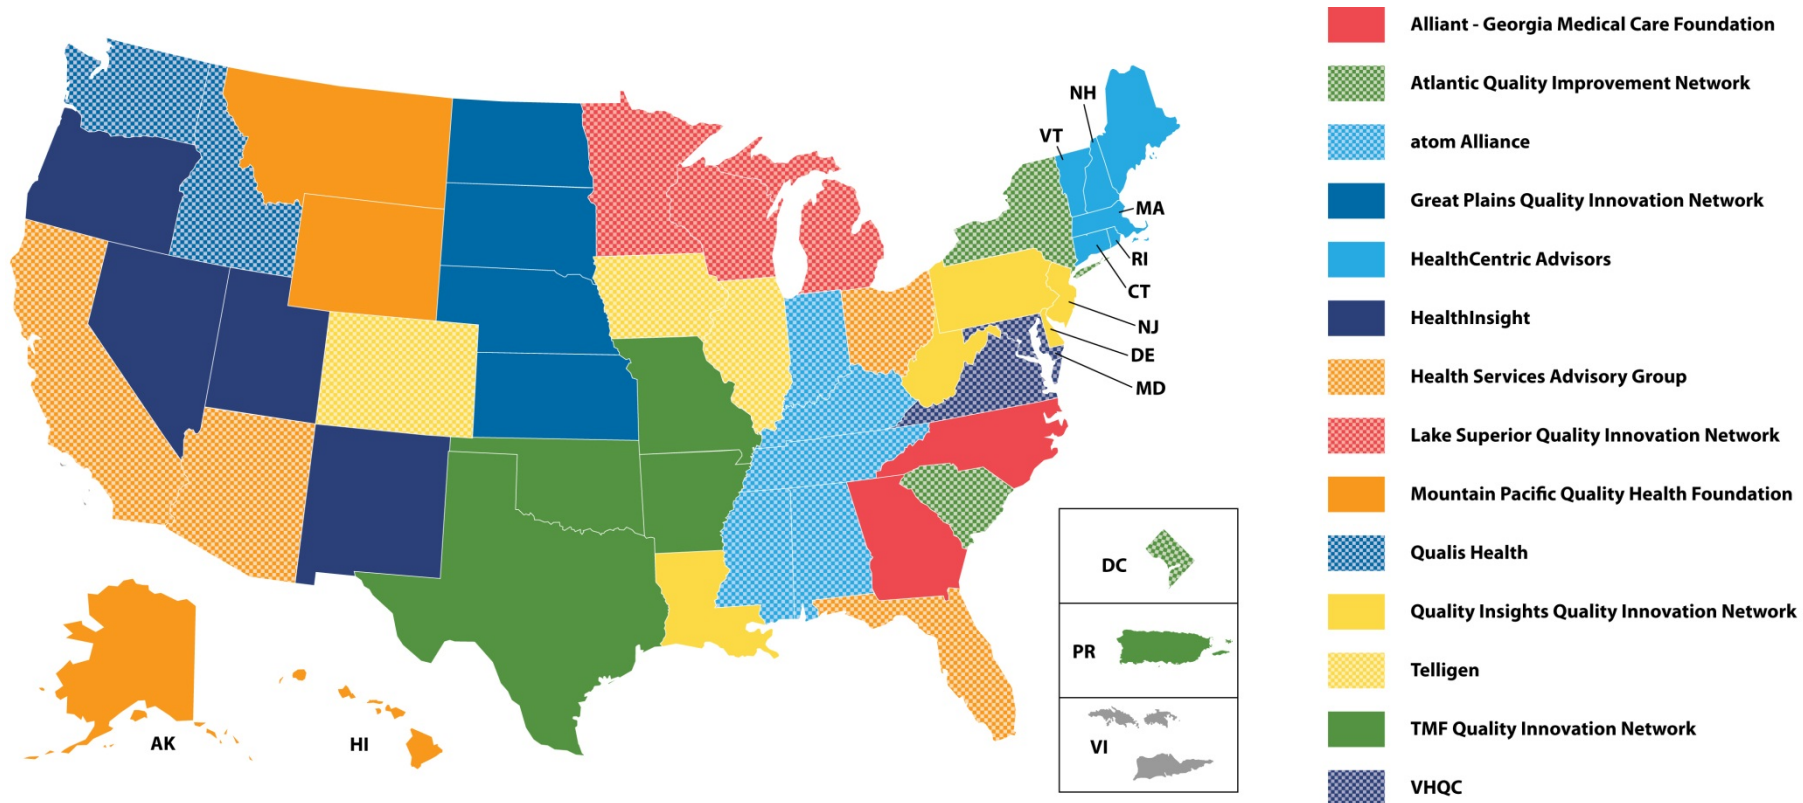 NH
VT
MA
RI
CT
NJ
DE
MD
DC
PR
VI
AK
HI
Alliant - Georgia Medical Care Foundation
Atlantic Quality Improvement Network
atom Alliance
Great Plains Quality Innovation Network
HealthCentric Advisors
HealthInsight
Health Services Advisory Group
Lake Superior Quality Innovation Network
Mountain Pacific Quality Health Foundation
Qualis Health
Quality Insights Quality Innovation Network
Telligen
TMF Quality Innovation Network
VHQC